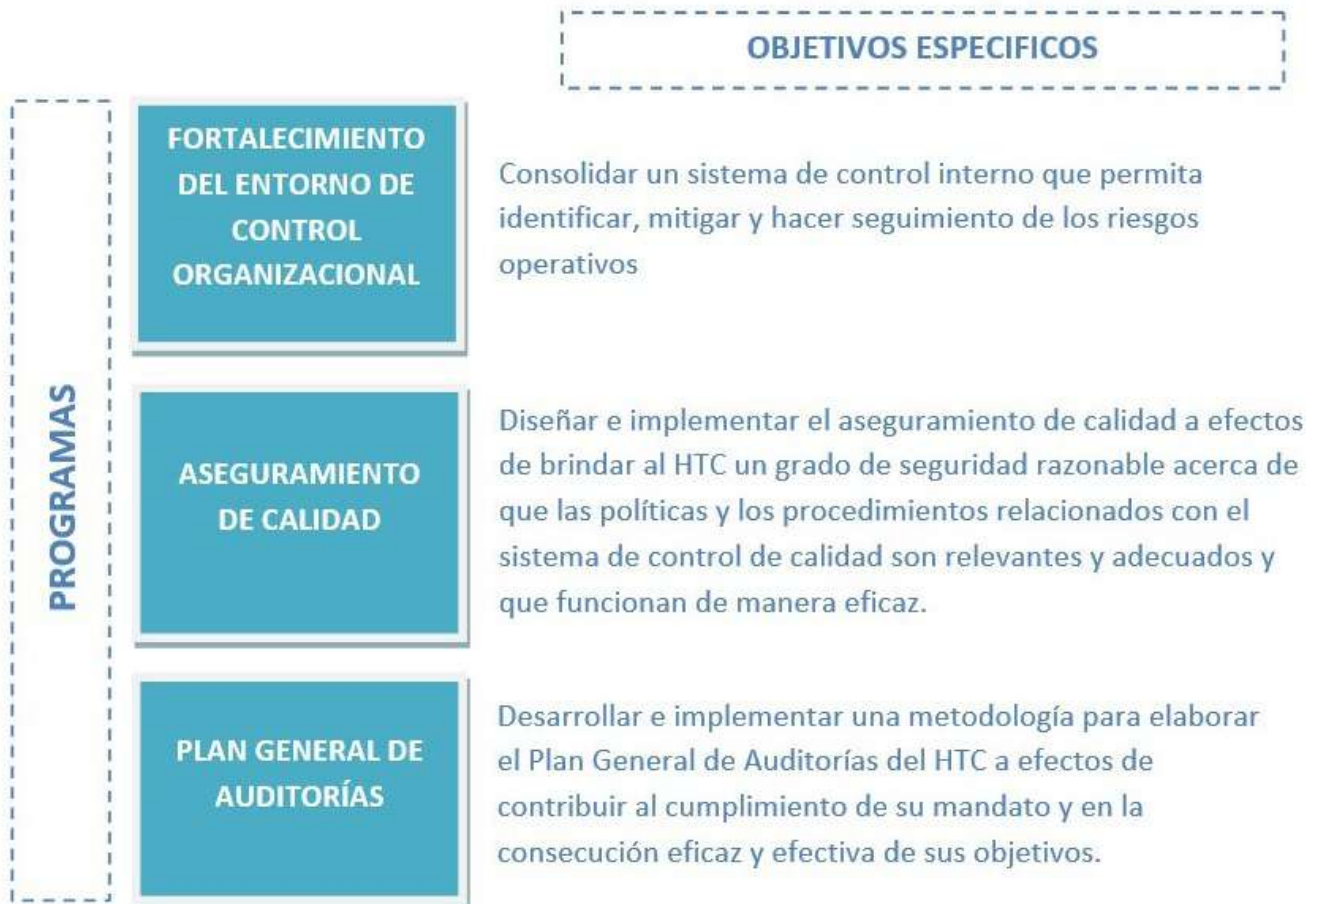 OBJETIVOS ESPECIFICOS
PROGRAMAS
FORTALECIMIENTO
DEL ENTORNO DE
CONTROL
ORGANIZACIONAL
Consolidar un sistema de control interno que permita
identificar, mitigar y hacer seguimiento de los riesgos
operativos
ASEGURAMIENTO
DE CALIDAD
Diseñar e implementar el aseguramiento de calidad a efectos
de brindar al HTC un grado de seguridad razonable acerca de
que las políticas y los procedimientos relacionados con el
sistema de control de calidad son relevantes y adecuados y
que funcionan de manera eficaz.
PLAN GENERAL DE
AUDITORÍAS
Desarrollar e implementar una metodología para elaborar
el Plan General de Auditorías del HTC a efectos de
contribuir al cumplimiento de su mandato y en la
consecución eficaz y efectiva de sus objetivos.